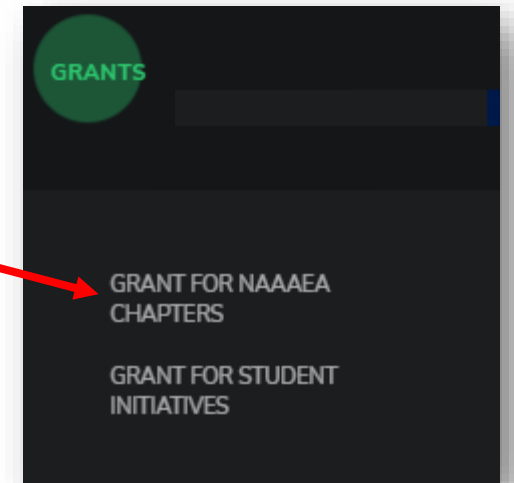 GRANTS
GRANT FOR NAAAEA
CHAPTERS
GRANT FOR STUDENT
INITIATIVES